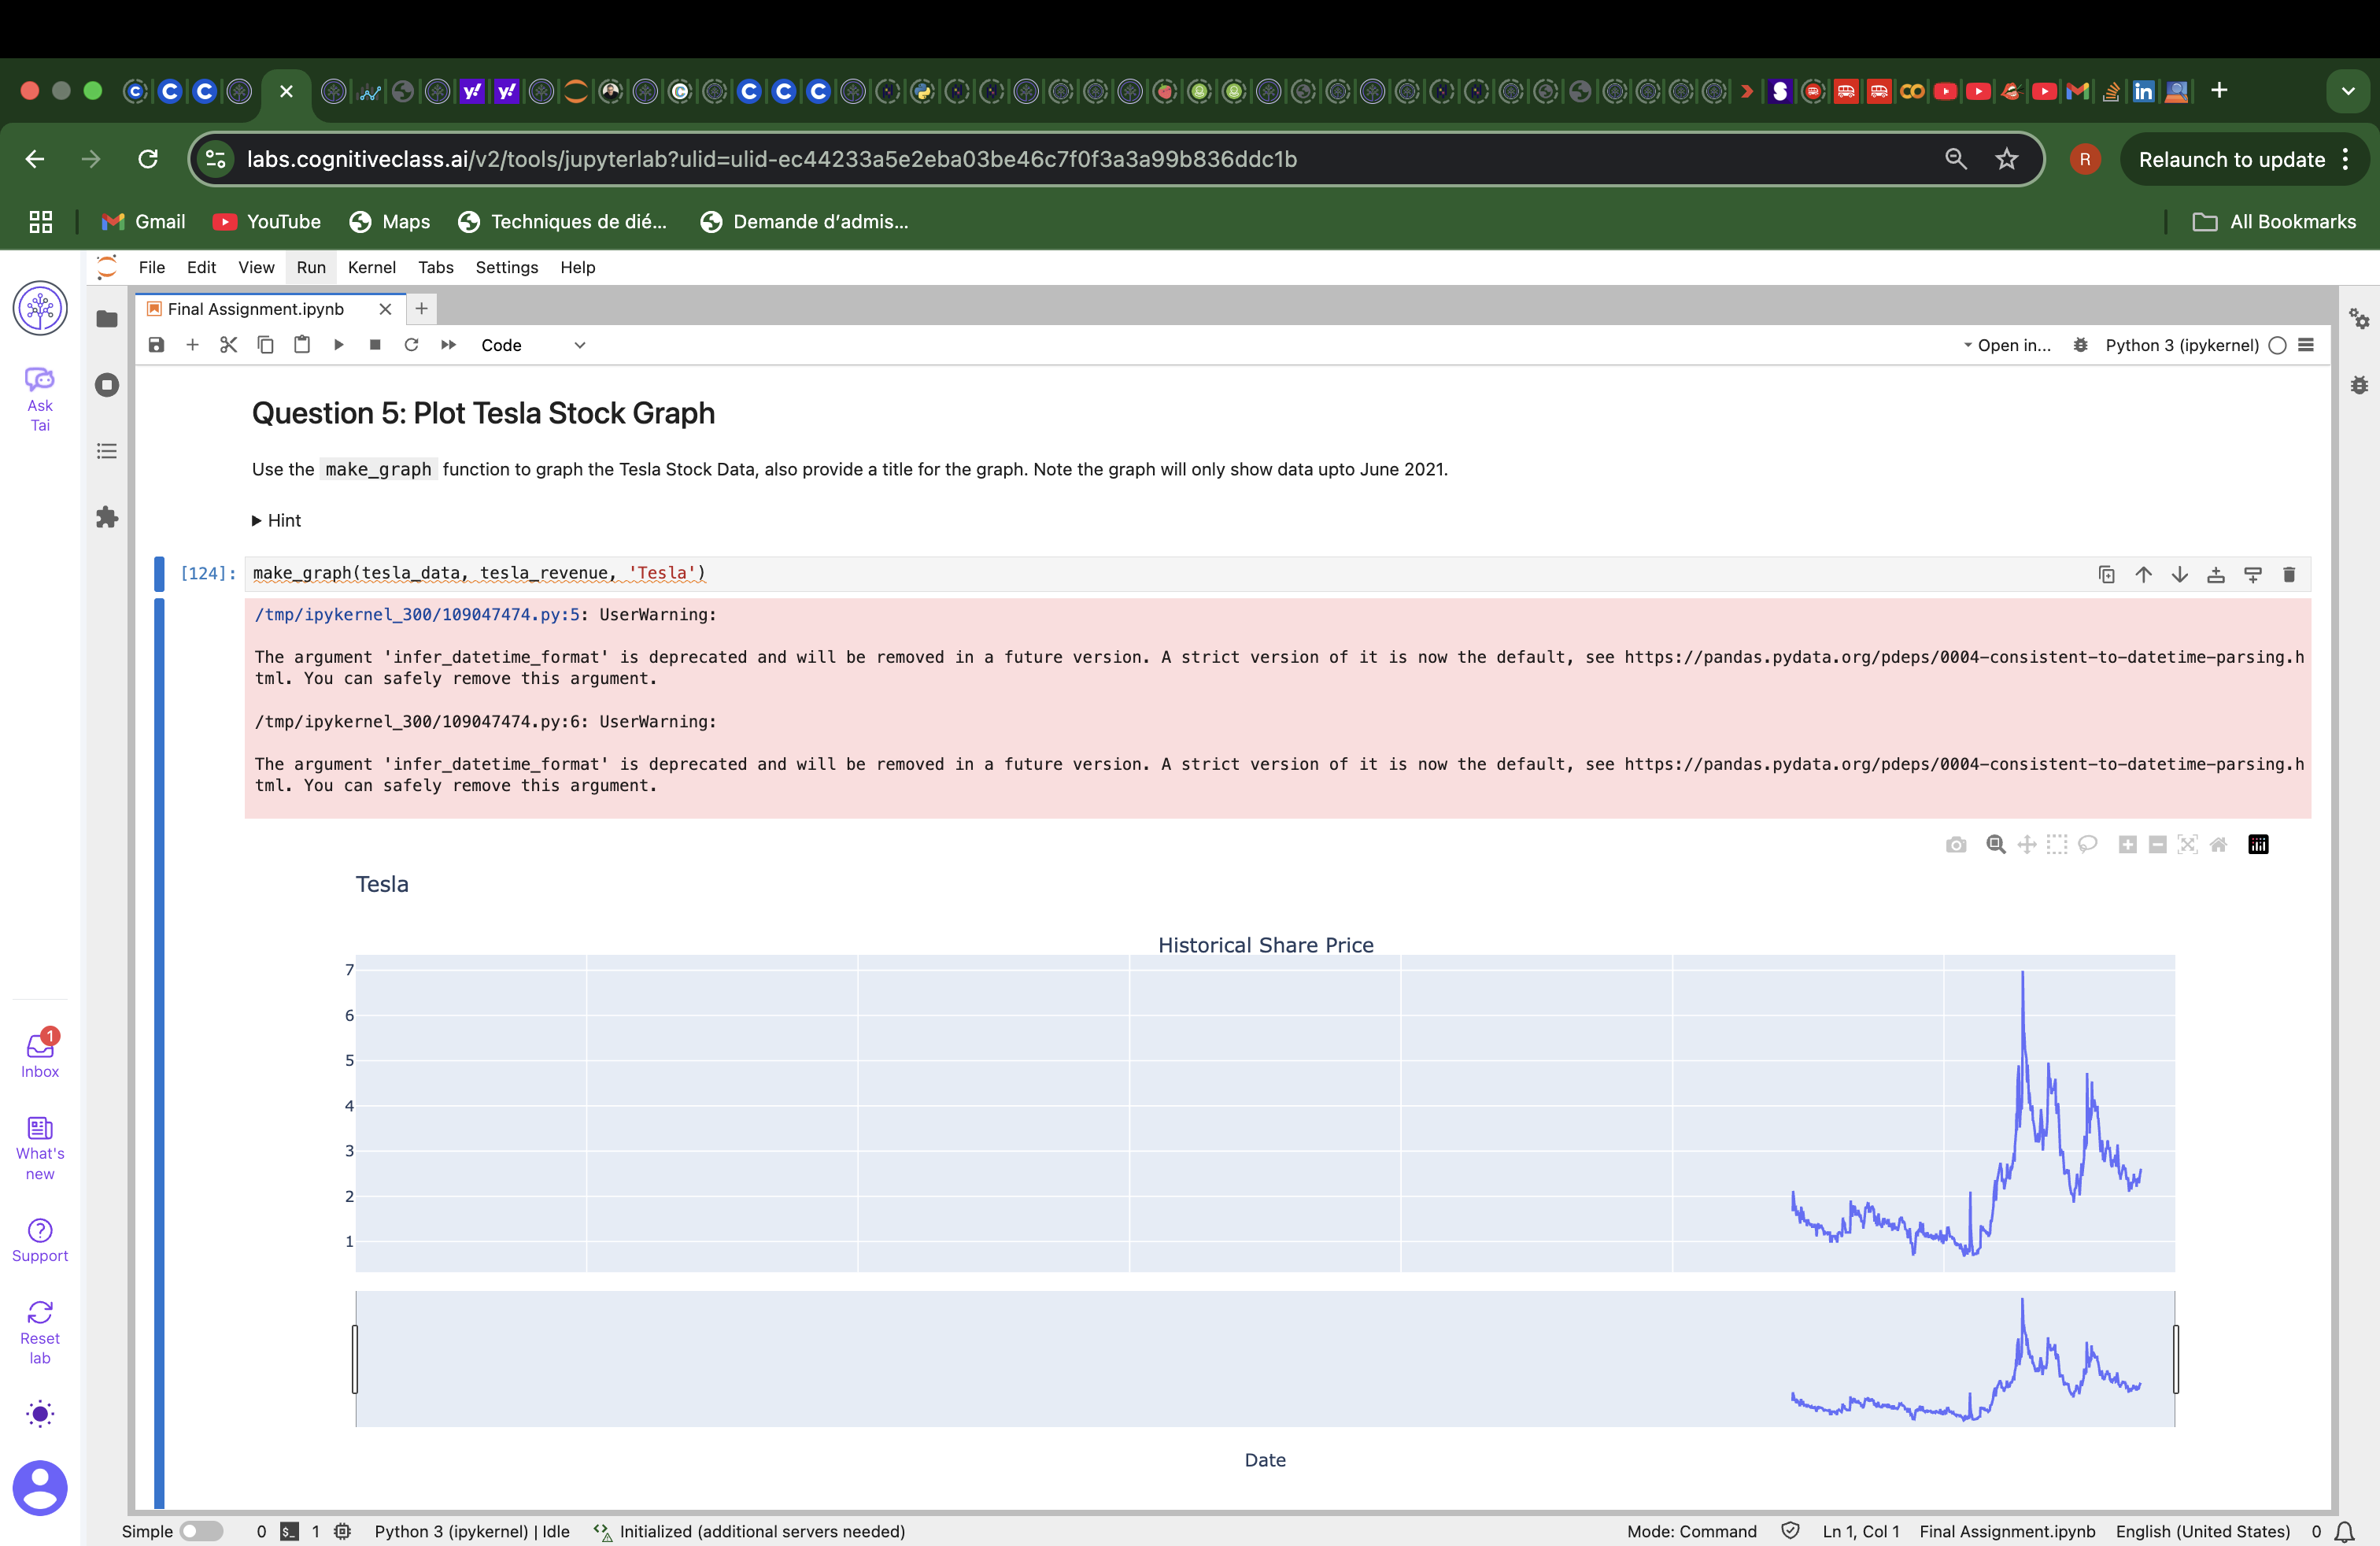 labs.cognitiveclass.ai/v2/tools/jupyterlab?ulid=ulid-ec44233a5e2eba03be46c7f0f3a3a99b836ddc1b
R
Relaunch to update
Gmail
YouTube
Maps
Techniques de dié...
Demande d'admis...
All Bookmarks
File Edit View Run Kernel Tabs Settings Help
Final Assignment.ipynb
Code
Open in...
Python 3 (ipykernel)
Ask
Tai
Question 5: Plot Tesla Stock Graph
Use the make_graph function to graph the Tesla Stock Data, also provide a title for the graph. Note the graph will only show data upto June 2021.
Hint
[124]: make_graph(tesla_data, tesla_revenue, 'Tesla')
/tmp/ipykernel_300/109047474.py:5: UserWarning:
The argument 'infer_datetime_format' is deprecated and will be removed in a future version. A strict version of it is now the default, see https://pandas.pydata.org/pdeps/0004-consistent-to-datetime-parsing.h
tml. You can safely remove this argument.
/tmp/ipykernel_300/109047474.py:6: UserWarning:
The argument 'infer_datetime_format' is deprecated and will be removed in a future version. A strict version of it is now the default, see https://pandas.pydata.org/pdeps/0004-consistent-to-datetime-parsing.h
tml. You can safely remove this argument.
Tesla
Historical Share Price
7
6
5
4
3
2
1
Date
1
Inbox
What's
new
Support
Reset
lab
Simple 0 1 Python 3 (ipykernel) | Idle Initialized (additional servers needed) Mode: Command Ln 1, Col 1 Final Assignment.ipynb English (United States) 0